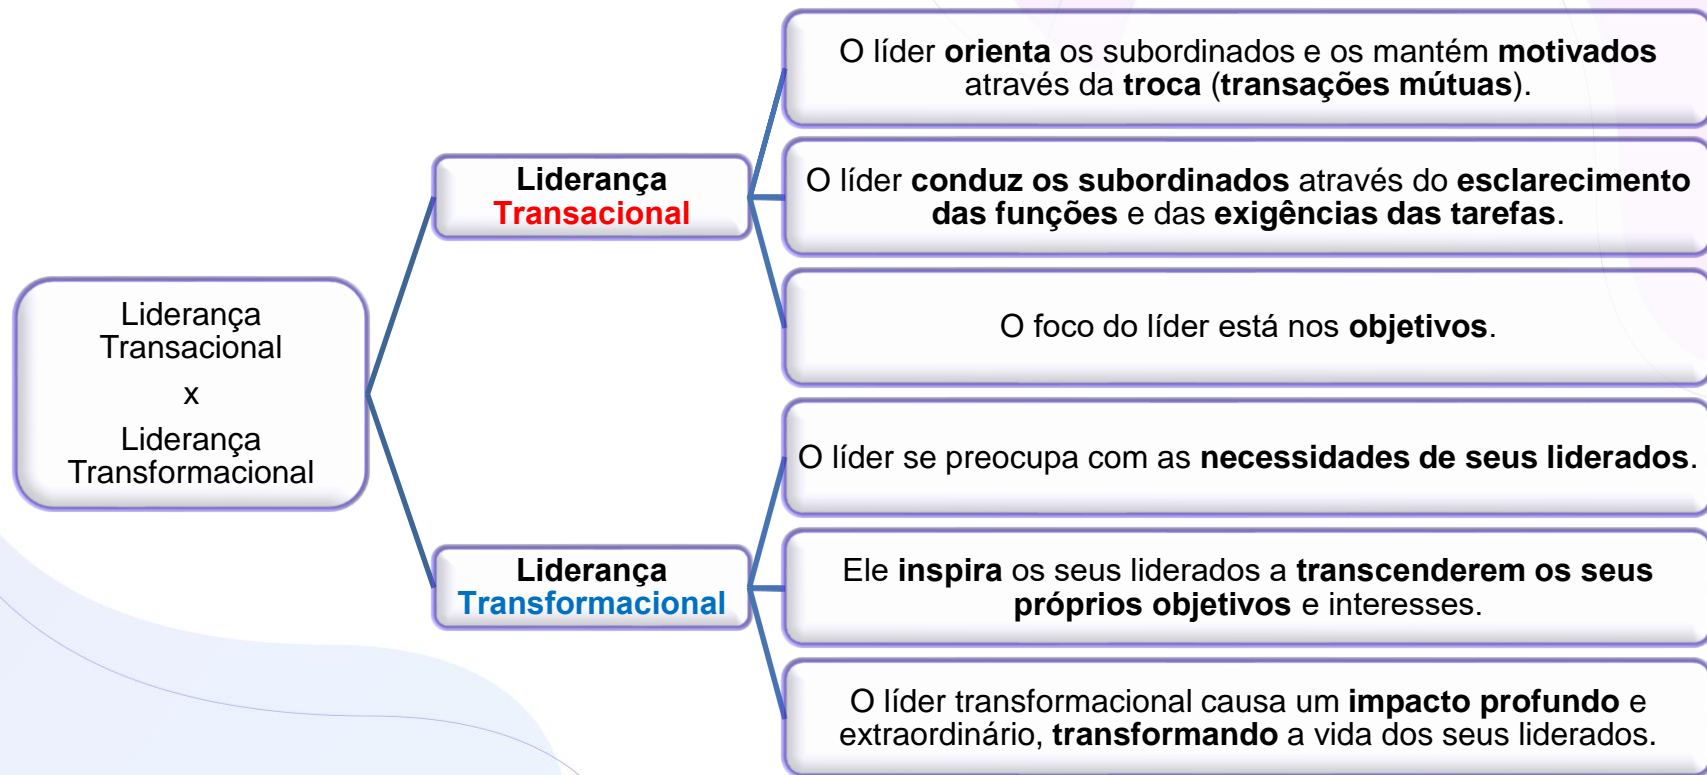 Liderança
Transacional
x
Liderança
Transformacional
Liderança
Transacional
O líder orienta os subordinados e os mantém motivados
através da troca (transações mútuas).
O líder conduz os subordinados através do esclarecimento
das funções e das exigências das tarefas.
O foco do líder está nos objetivos.
Liderança
Transformacional
O líder se preocupa com as necessidades de seus liderados.
Ele inspira os seus liderados a transcenderem os seus
próprios objetivos e interesses.
O líder transformacional causa um impacto profundo e
extraordinário, transformando a vida dos seus liderados.